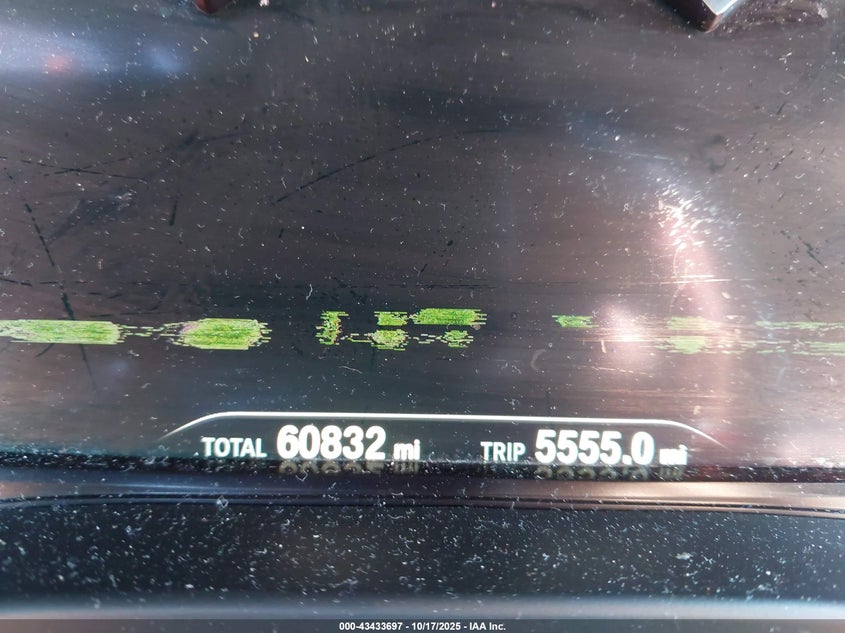 TOTAL 60832 mi TRIP 5555.0 mi
000-43433697 - 10/17/2025 - IAA Inc.